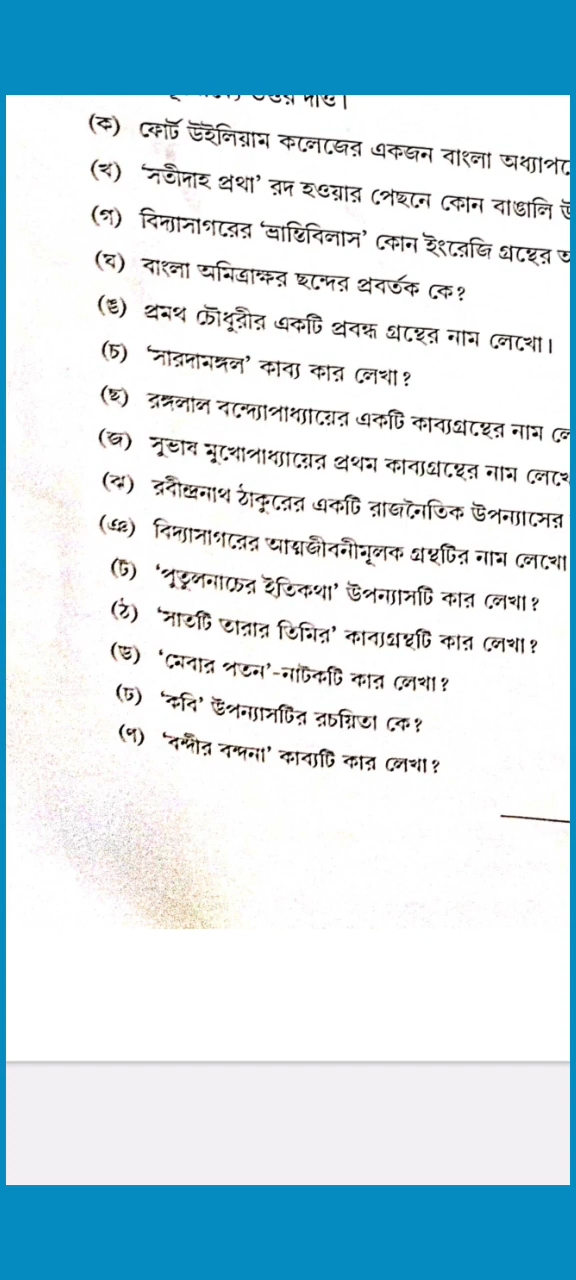 দাও।
(ক) ফোর্ট উইলিয়াম কলেজের একজন বাংলা
(খ) ‘সতীদাহ প্রথা’ রদ হওয়ার পেছনে কোন বাঙালি
(গ) বিদ্যাসাগরের ‘ভ্রান্তিবিলাস’ কোন ইংরেজি গ্রন্থের
(ঘ) বাংলা অমিত্রাক্ষর ছন্দের প্রবর্তক কে?
(ঙ) প্রমথ চৌধুরীর একটি প্রবন্ধ গ্রন্থের নাম লেখো।
(চ) ‘সারদামঙ্গল’ কাব্য কার লেখা?
(ছ) রঙ্গলাল বন্দ্যোপাধ্যায়ের একটি কাব্যগ্রন্থের নাম
(জ) সুভাষ মুখোপাধ্যায়ের প্রথম কাব্যগ্রন্থের নাম
(ঝ) রবীন্দ্রনাথ ঠাকুরের একটি রাজনৈতিক উপন্যাসের
(ঞ) বিদ্যাসাগরের আত্মজীবনীমূলক গ্রন্থটির নাম লেখো
(ট) ‘পুতুলনাচের ইতিকথা’ উপন্যাসটি কার লেখা?
(ঠ) ‘সাতটি তারার তিমির’ কাব্যগ্রন্থটি কার লেখা?
(ড) ‘মেবার পতন’-নাটকটি কার লেখা?
(ঢ) ‘কবি’ উপন্যাসটির রচয়িতা কে?
(ণ) ‘বন্দীর বন্দনা’ কাব্যটি কার লেখা?